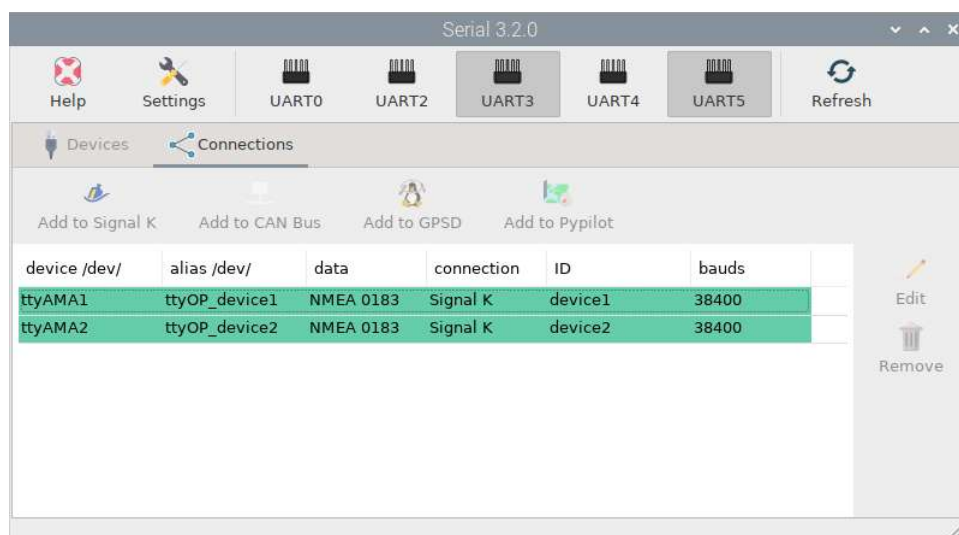 Serial 3.2.0
Help Settings UART0 UART2 UART3 UART4 UART5 Refresh
Devices Connections
Add to Signal K Add to CAN Bus Add to GPSD Add to Pypilot
device /dev/ alias /dev/ data connection ID bauds
ttyAMA1 ttyOP_device1 NMEA 0183 Signal K device1 38400
Edit
ttyAMA2 ttyOP_device2 NMEA 0183 Signal K device2 38400
Remove